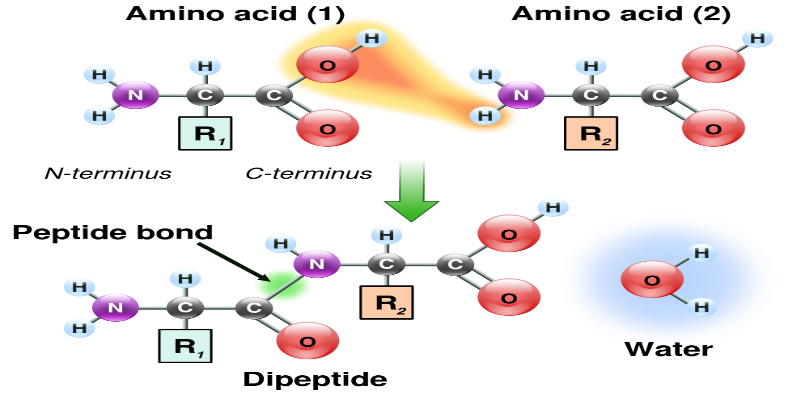 Amino acid (1) Amino acid (2)
H H
O O
H H H H
N C C N C C
H H
R1 O R2 O
N-terminus C-terminus
Peptide bond
H H H
O
H
N C C
H H
O
H
N C C R2 O
H
R1 O
H
O
H
Water
Dipeptide